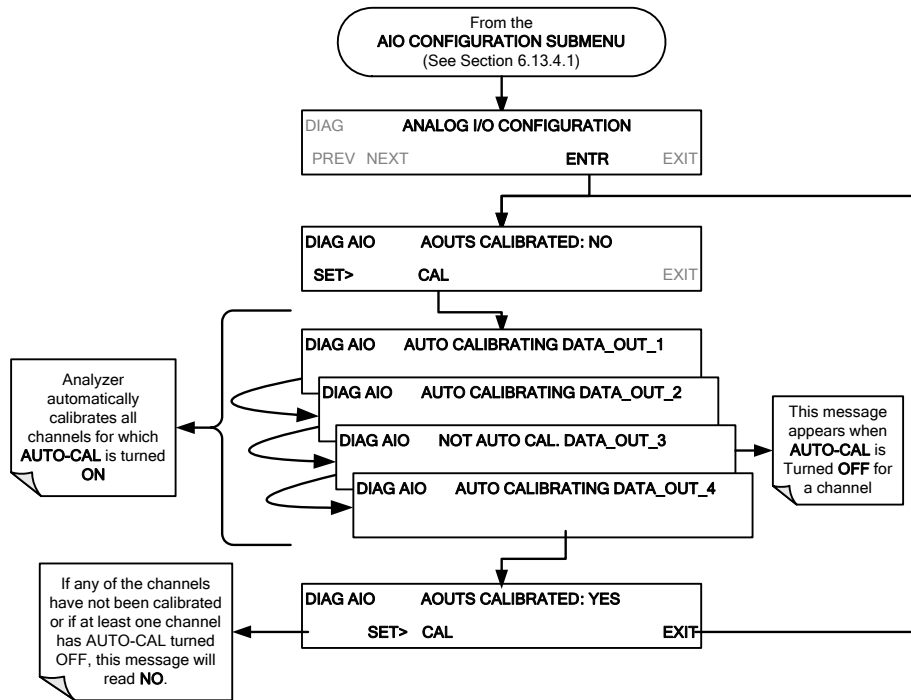 From the
AIO CONFIGURATION SUBMENU
(See Section 6.13.4.1)
DIAG ANALOG I/O CONFIGURATION
PREV NEXT ENTR EXIT
DIAG AIO AOUTS CALIBRATED: NO
SET> CAL EXIT
DIAG AIO AUTO CALIBRATING DATA_OUT_1
DIAG AIO AUTO CALIBRATING DATA_OUT_2
DIAG AIO NOT AUTO CAL. DATA_OUT_3
DIAG AIO AUTO CALIBRATING DATA_OUT_4
Analyzer
automatically
calibrates all
channels for which
AUTO-CAL is turned
ON
This message
appears when
AUTO-CAL is
Turned OFF for
a channel
If any of the channels
have not been calibrated
or if at least one channel
has AUTO-CAL turned
OFF, this message will
read NO.
DIAG AIO AOUTS CALIBRATED: YES
SET> CAL EXIT